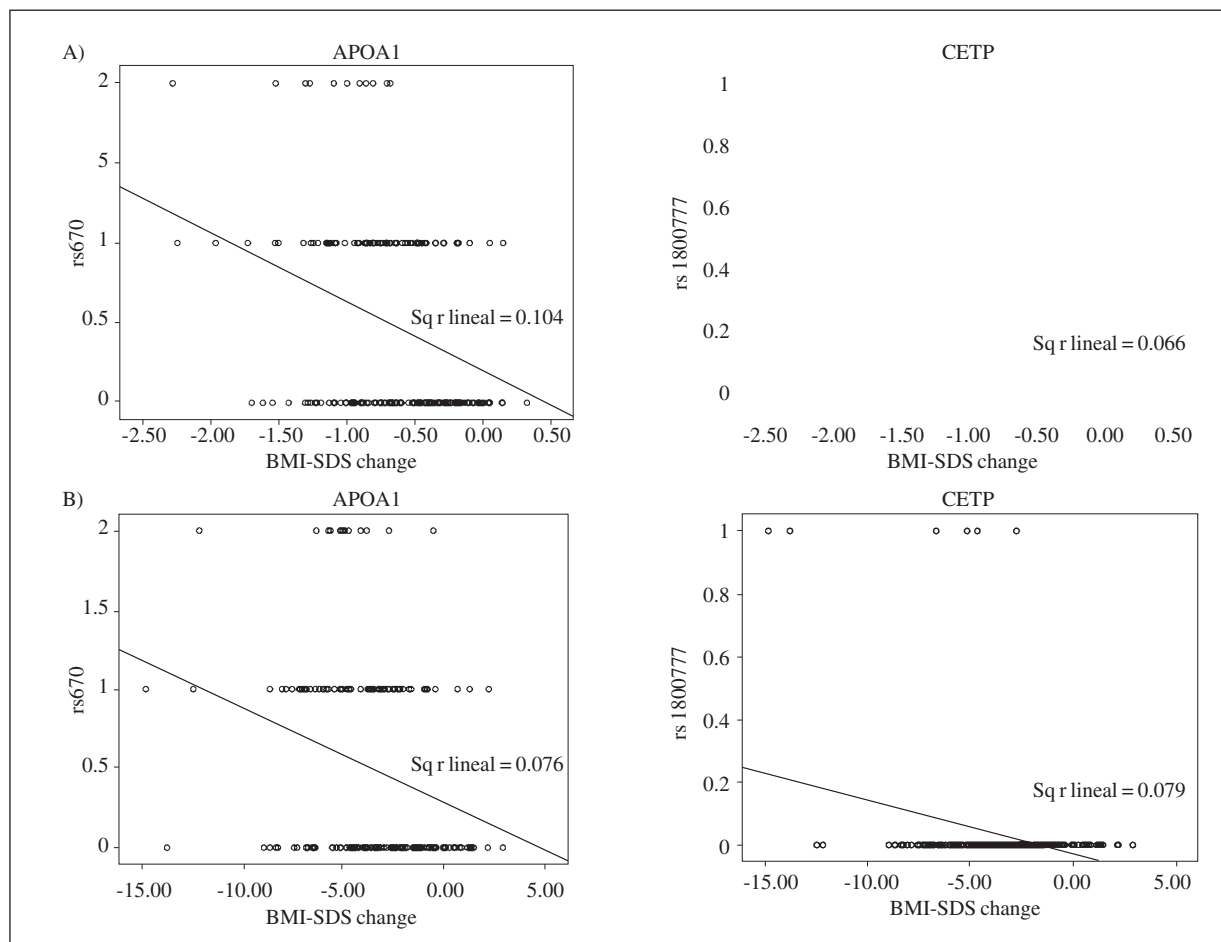 A)
APOA1
2
5
1
0.5
0
rs670
Sq r lineal = 0.104
-2.50 -2.00 -1.50 -1.00 -0.50 0.00 0.50
BMI-SDS change
CETP
1
0.8
0.6
0.4
0.2
0
rs 1800777
Sq r lineal = 0.066
-2.50 -2.00 -1.50 -1.00 -0.50 0.00 0.50
BMI-SDS change
B)
APOA1
2
1.5
1
0.5
0
rs670
Sq r lineal = 0.076
-15.00 -10.00 -5.00 0.00 5.00
BMI-SDS change
CETP
1
0.8
0.6
0.4
0.2
0
rs 1800777
Sq r lineal = 0.079
-15.00 -10.00 -5.00 0.00 5.00
BMI-SDS change